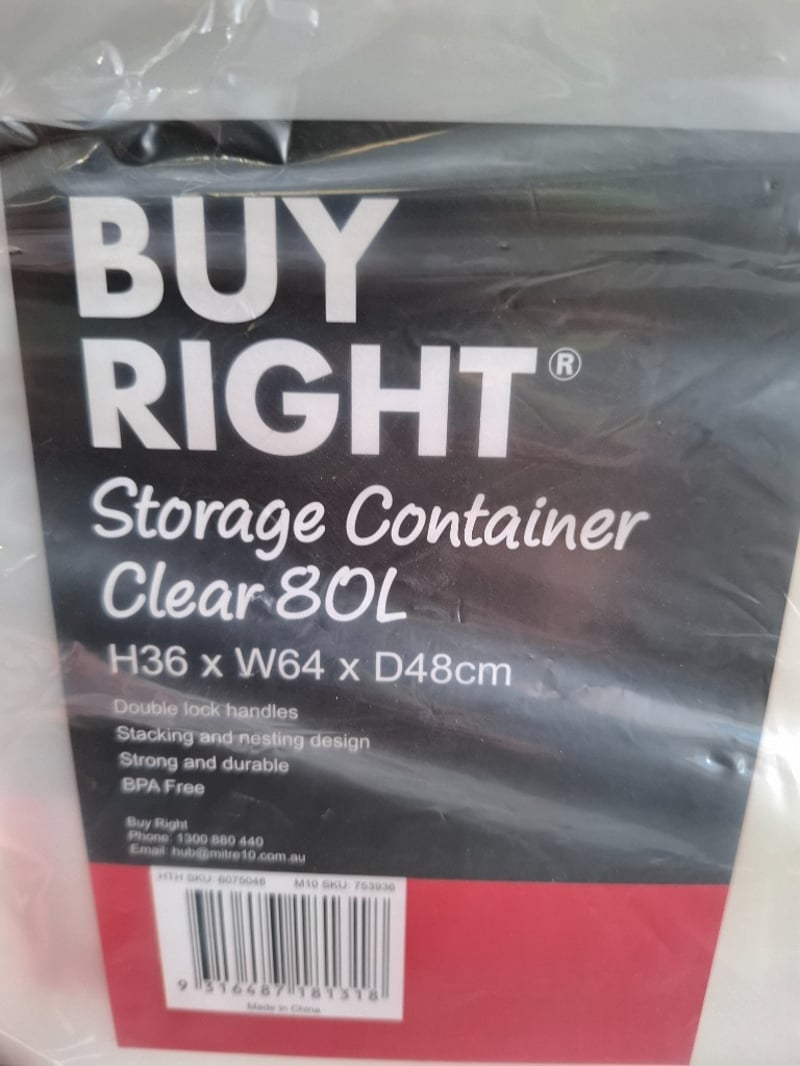 BUY
RIGHT®
Storage Container
Clear 80L
H36 x W64 x D48cm
Double lock handles
Stacking and nesting design
Strong and durable
BPA Free
Buy Right
Phone: 1300 880 440
Email: hub@mitre10.com.au
HTH SKU: 6075046 M10 SKU: 753936
9 316487 181318
Made in China